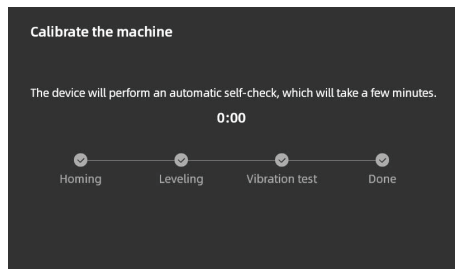 Calibrate the machine
The device will perform an automatic self-check, which will take a few minutes.
0:00
Homing Leveling Vibration test Done